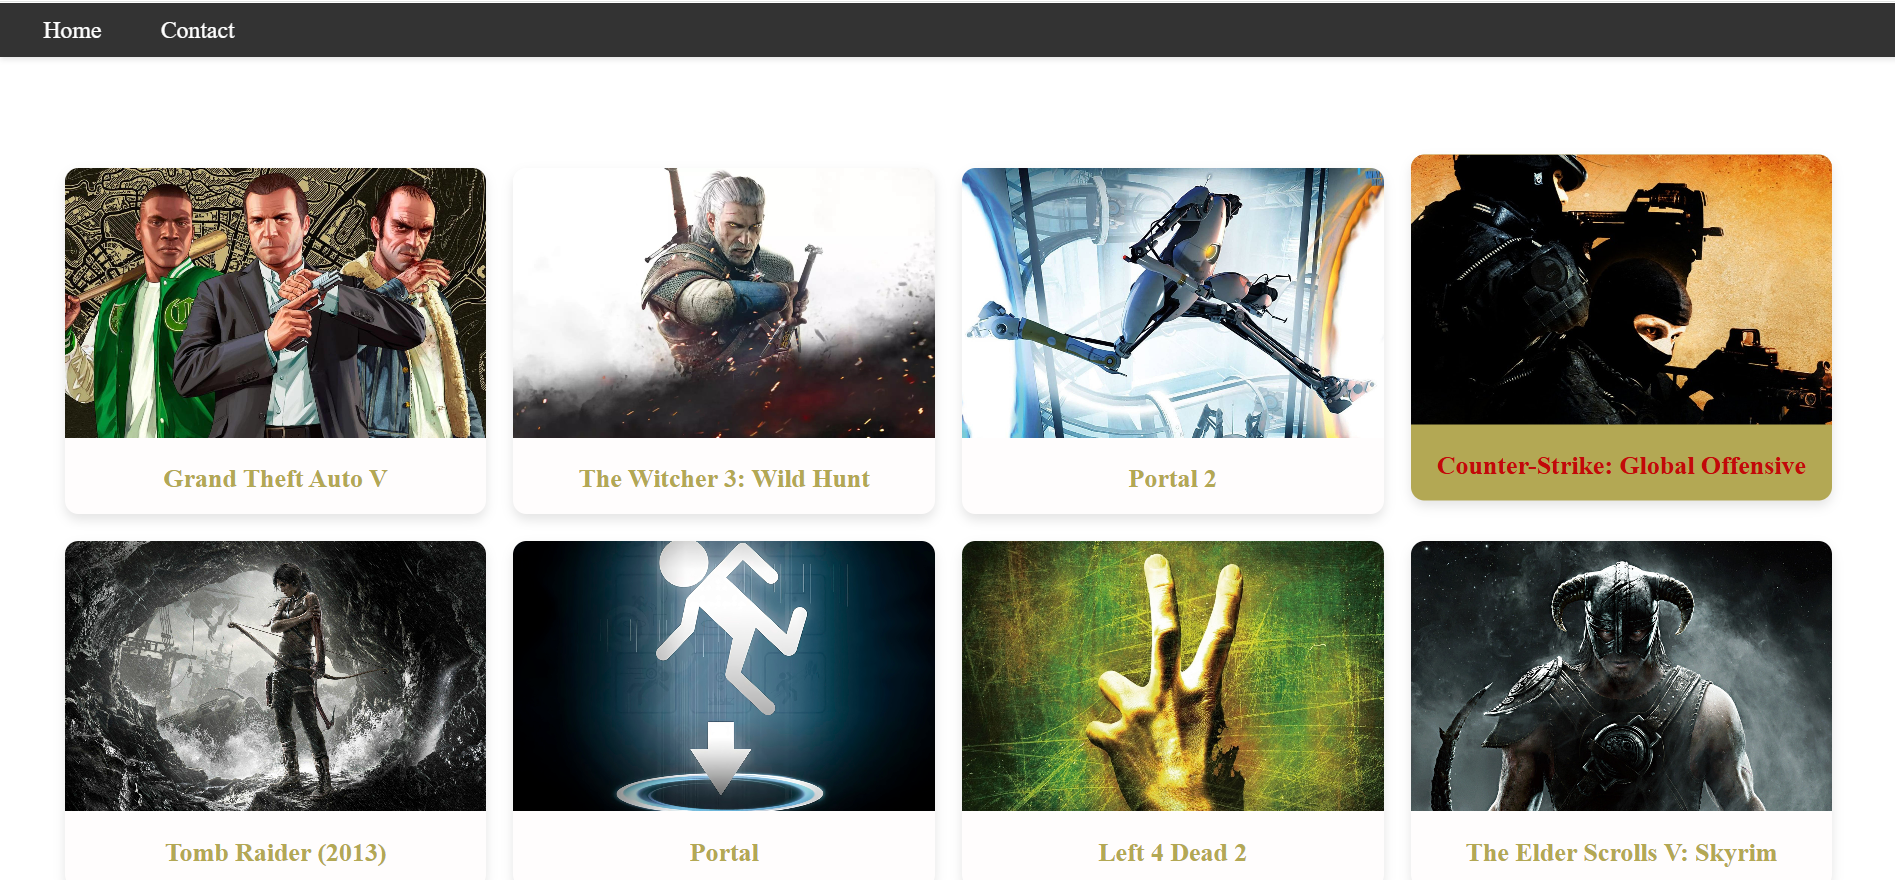 Home
Contact
Grand Theft Auto V
The Witcher 3: Wild Hunt
Portal 2
Counter-Strike: Global Offensive
Tomb Raider (2013)
Portal
Left 4 Dead 2
The Elder Scrolls V: Skyrim